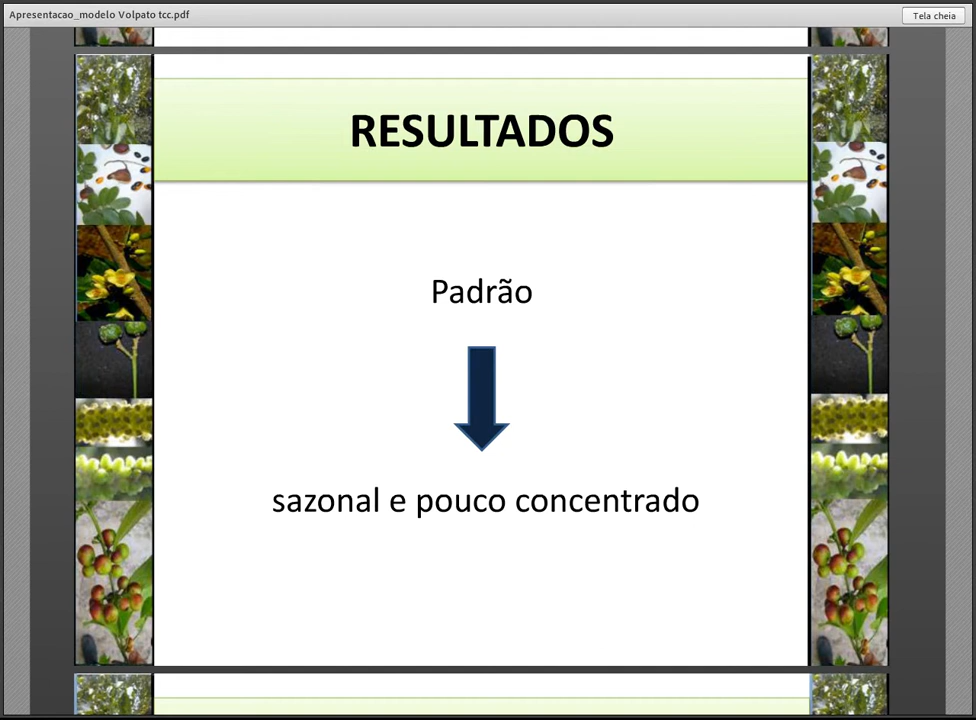 Apresentacao_modelo Volpato tcc.pdf
Tela cheia
RESULTADOS
Padrão
sazonal e pouco concentrado